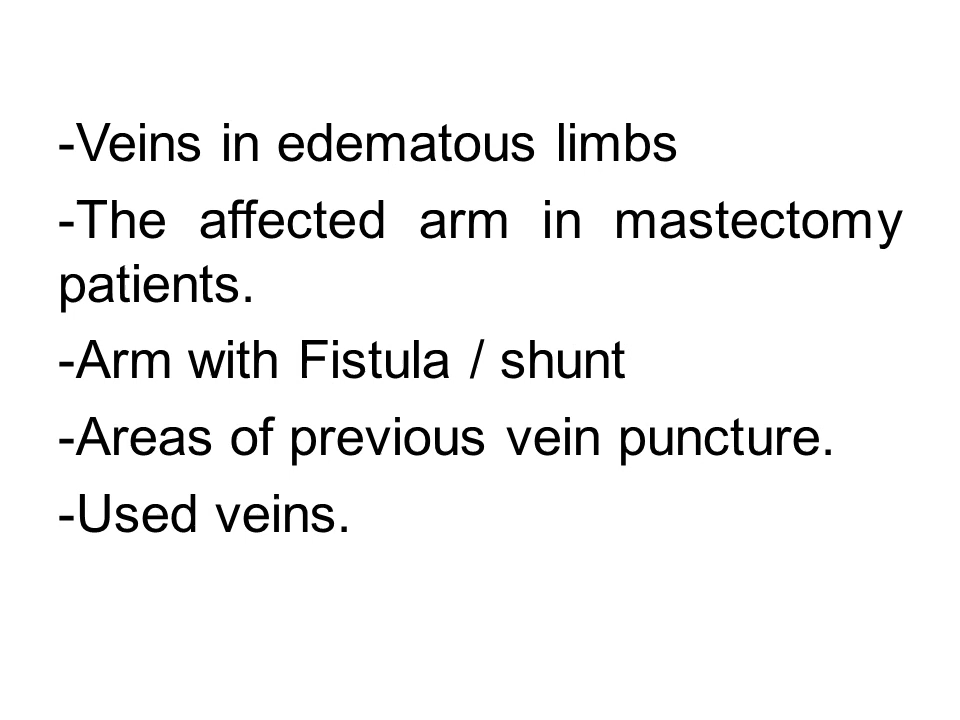 -Veins in edematous limbs
-The affected arm in mastectomy
patients.
-Arm with Fistula / shunt
-Areas of previous vein puncture.
-Used veins.